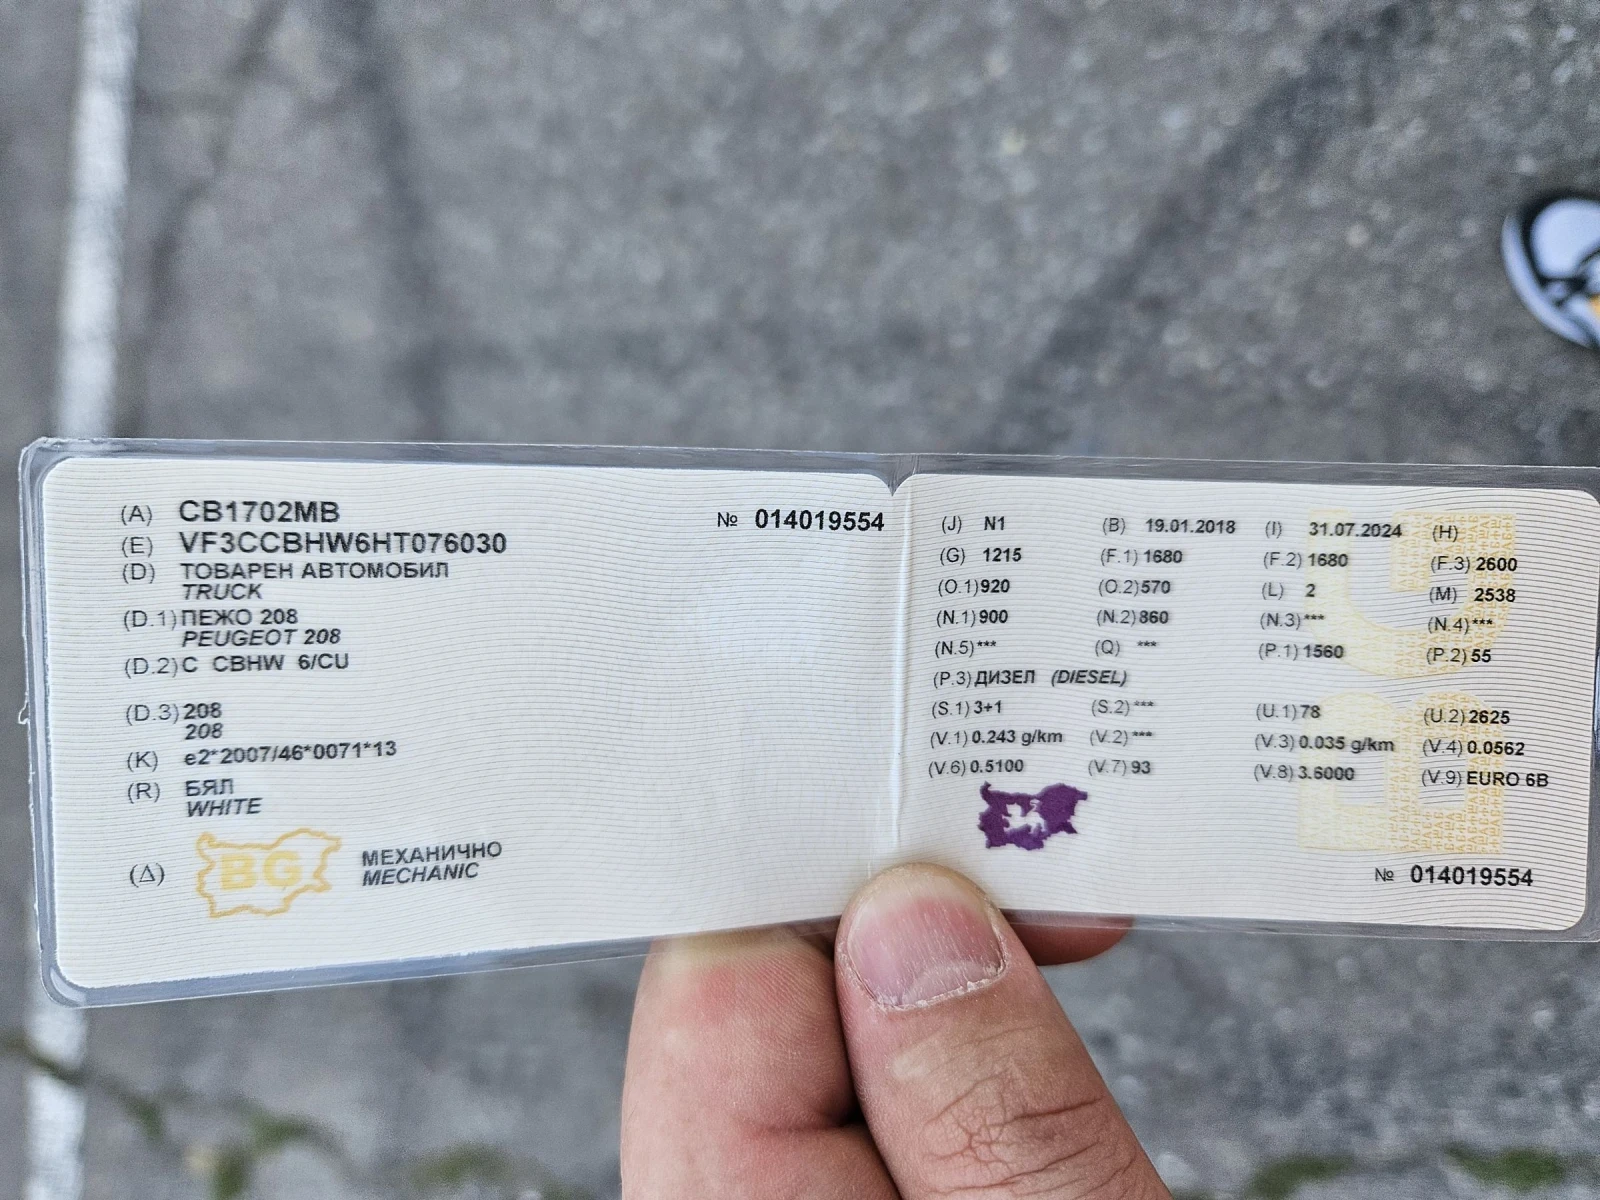 (A) CB1702MB
№ 014019554
(E) VF3CCBHW6HT076030
(D) ТОВАРЕН АВТОМОБИЛ
TRUCK
(D.1) ПЕЖО 208
PEUGEOT 208
(D.2) C CBHW 6/CU
(D.3) 208
208
(K) e2*2007/46*0071*13
(R) БЯЛ
WHITE
(Δ) BG МЕХАНИЧНО
MECHANIC
(J) N1 (B) 19.01.2018 (I) 31.07.2024 (H)
(G) 1215 (F.1) 1680 (F.2) 1680 (F.3) 2600
(O.1) 920 (O.2) 570 (L) 2 (M) 2538
(N.1) 900 (N.2) 860 (N.3) *** (N.4) ***
(N.5) *** (Q) *** (P.1) 1560 (P.2) 55
(P.3) ДИЗЕЛ (DIESEL)
(S.1) 3+1 (S.2) *** (U.1) 78 (U.2) 2625
(V.1) 0.243 g/km (V.2) *** (V.3) 0.035 g/km (V.4) 0.0562
(V.6) 0.5100 (V.7) 93 (V.8) 3.6000 (V.9) EURO 6B
№ 014019554